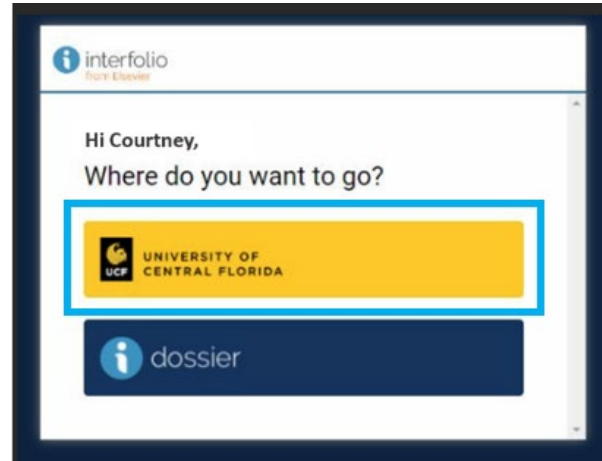 interfolio
from Elsevier
Hi Courtney,
Where do you want to go?
UCF
UNIVERSITY OF
CENTRAL FLORIDA
dossier